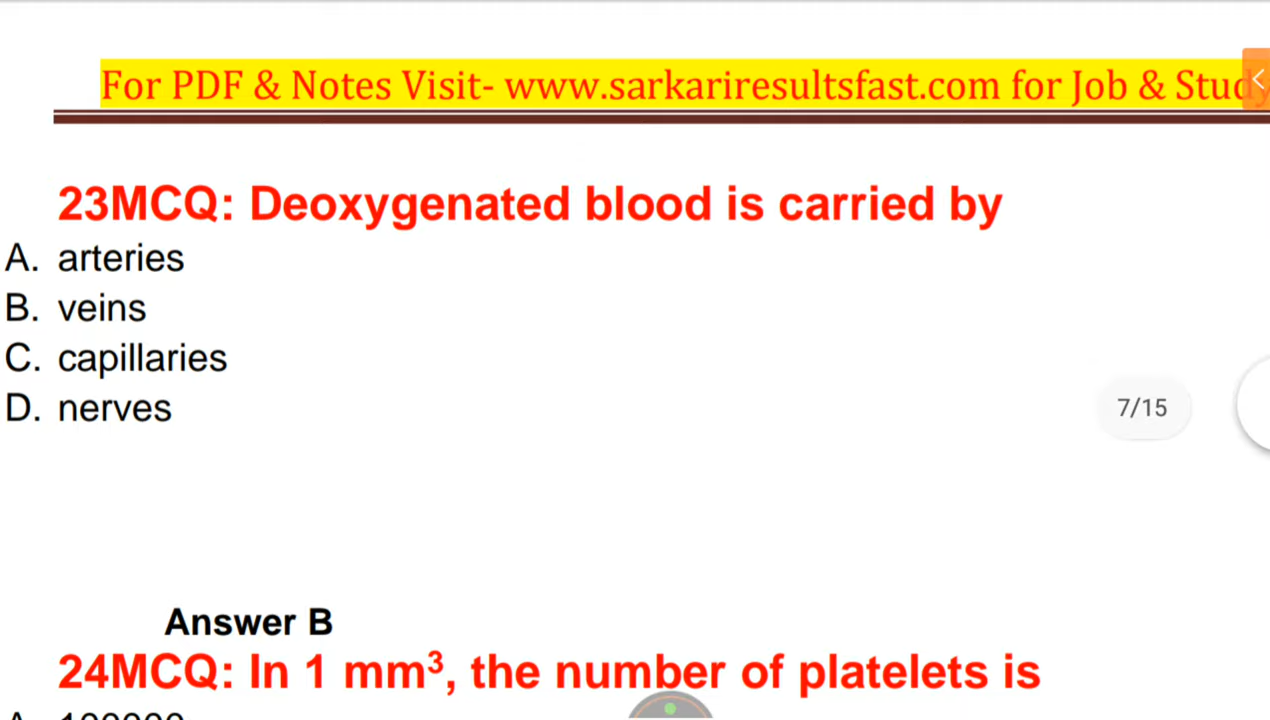 For PDF & Notes Visit- www.sarkariresultsfast.com for Job & Study
23MCQ: Deoxygenated blood is carried by
A. arteries
B. veins
C. capillaries
D. nerves
7/15
Answer B
24MCQ: In 1 mm³, the number of platelets is